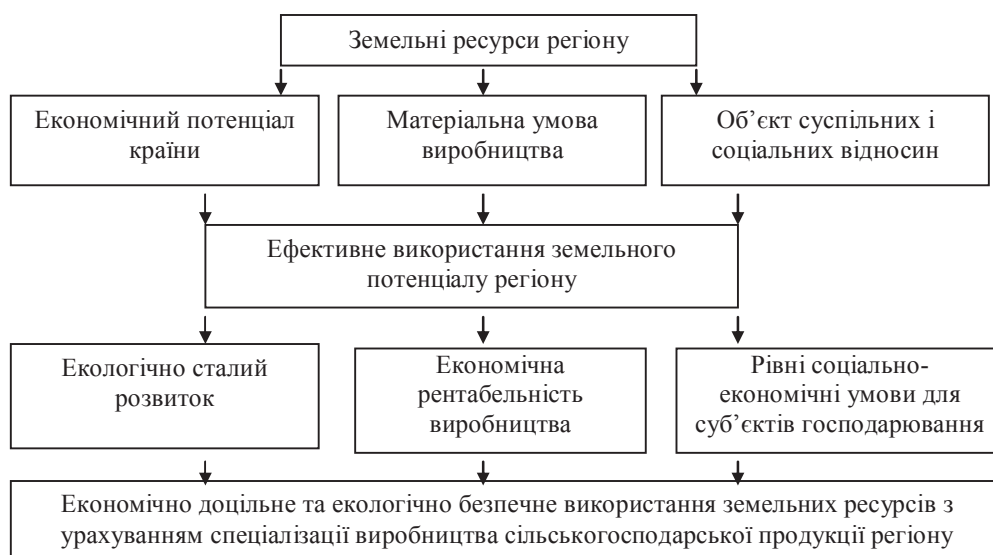 Земельні ресурси регіону
Економічний потенціал
країни
Матеріальна умова
виробництва
Об’єкт суспільних і
соціальних відносин
Ефективне використання земельного
потенціалу регіону
Екологічно сталий
розвиток
Економічна
рентабельність
виробництва
Рівні соціально-
економічні умови для
суб’єктів господарювання
Економічно доцільне та екологічно безпечне використання земельних ресурсів з
урахуванням спеціалізації виробництва сільськогосподарської продукції регіону